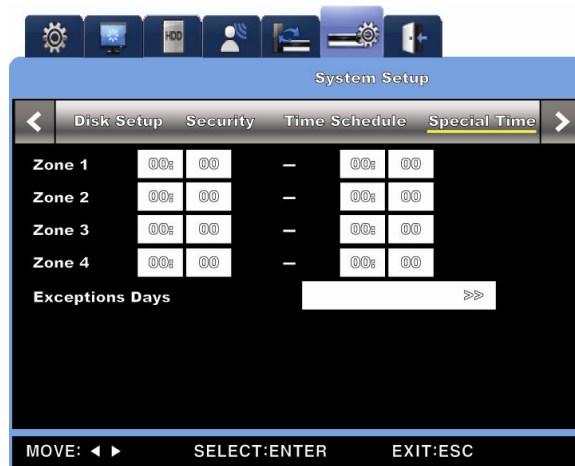 HDD
System Setup
Disk Setup Security Time Schedule Special Time
Zone 1 00: 00 – 00: 00
Zone 2 00: 00 – 00: 00
Zone 3 00: 00 – 00: 00
Zone 4 00: 00 – 00: 00
Exceptions Days >>
MOVE: ◄ ► SELECT:ENTER EXIT:ESC